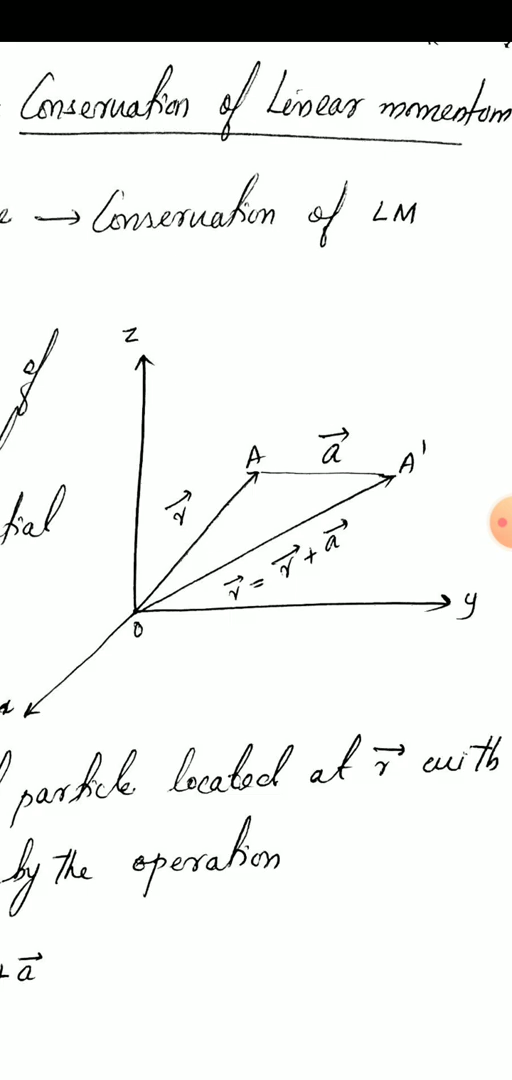 Conservation of Linear momentum
→ Conservation of LM
z
A
a⃗
A'
r⃗
r⃗ = r⃗ + a⃗
y
O
particle located at r⃗ with
by the operation
a⃗